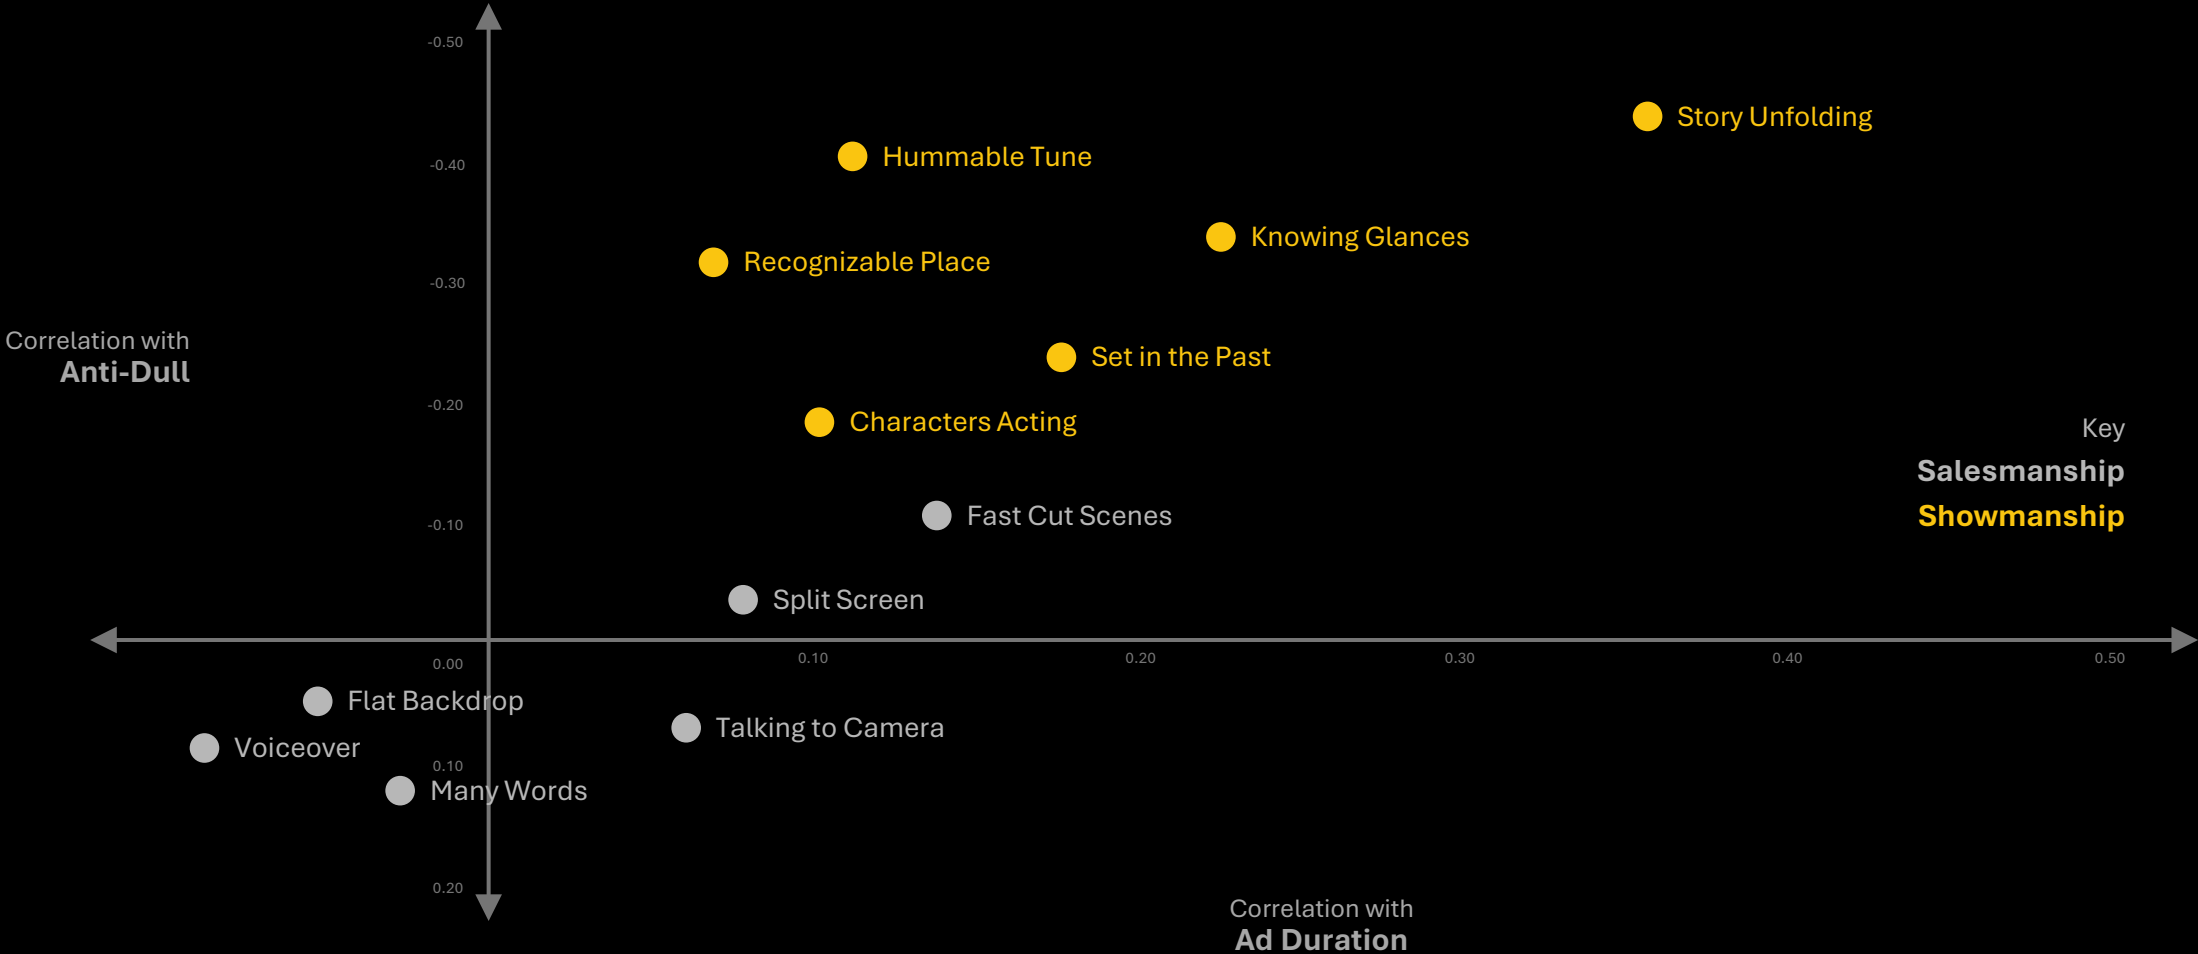 -0.50
Story Unfolding
Hummable Tune
-0.40
Knowing Glances
Recognizable Place
-0.30
Correlation with
Anti-Dull
Set in the Past
-0.20
Characters Acting
Key
Salesmanship
Showmanship
Fast Cut Scenes
-0.10
Split Screen
0.00
0.10
0.20
0.30
0.40
0.50
Flat Backdrop
Talking to Camera
Voiceover
0.10
Many Words
0.20
Correlation with
Ad Duration